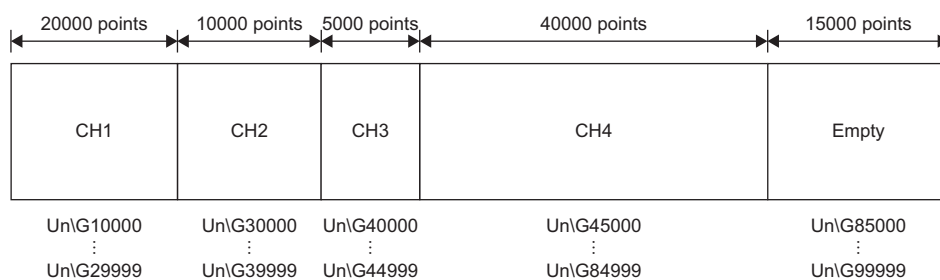 20000 points 10000 points 5000 points 40000 points 15000 points
CH1 CH2 CH3 CH4 Empty
Un\G10000 Un\G30000 Un\G40000 Un\G45000 Un\G85000
⋮ ⋮ ⋮ ⋮ ⋮
Un\G29999 Un\G39999 Un\G44999 Un\G84999 Un\G99999